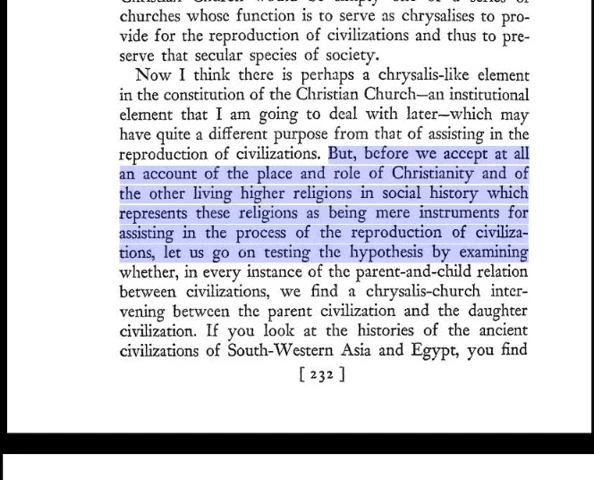 churches whose function is to serve as chrysalises to pro-
vide for the reproduction of civilizations and thus to pre-
serve that secular species of society.
Now I think there is perhaps a chrysalis-like element
in the constitution of the Christian Church—an institutional
element that I am going to deal with later—which may
have quite a different purpose from that of assisting in the
reproduction of civilizations. But, before we accept at all
an account of the place and role of Christianity and of
the other living higher religions in social history which
represents these religions as being mere instruments for
assisting in the process of the reproduction of civiliza-
tions, let us go on testing the hypothesis by examining
whether, in every instance of the parent-and-child relation
between civilizations, we find a chrysalis-church inter-
vening between the parent civilization and the daughter
civilization. If you look at the histories of the ancient
civilizations of South-Western Asia and Egypt, you find
[ 232 ]